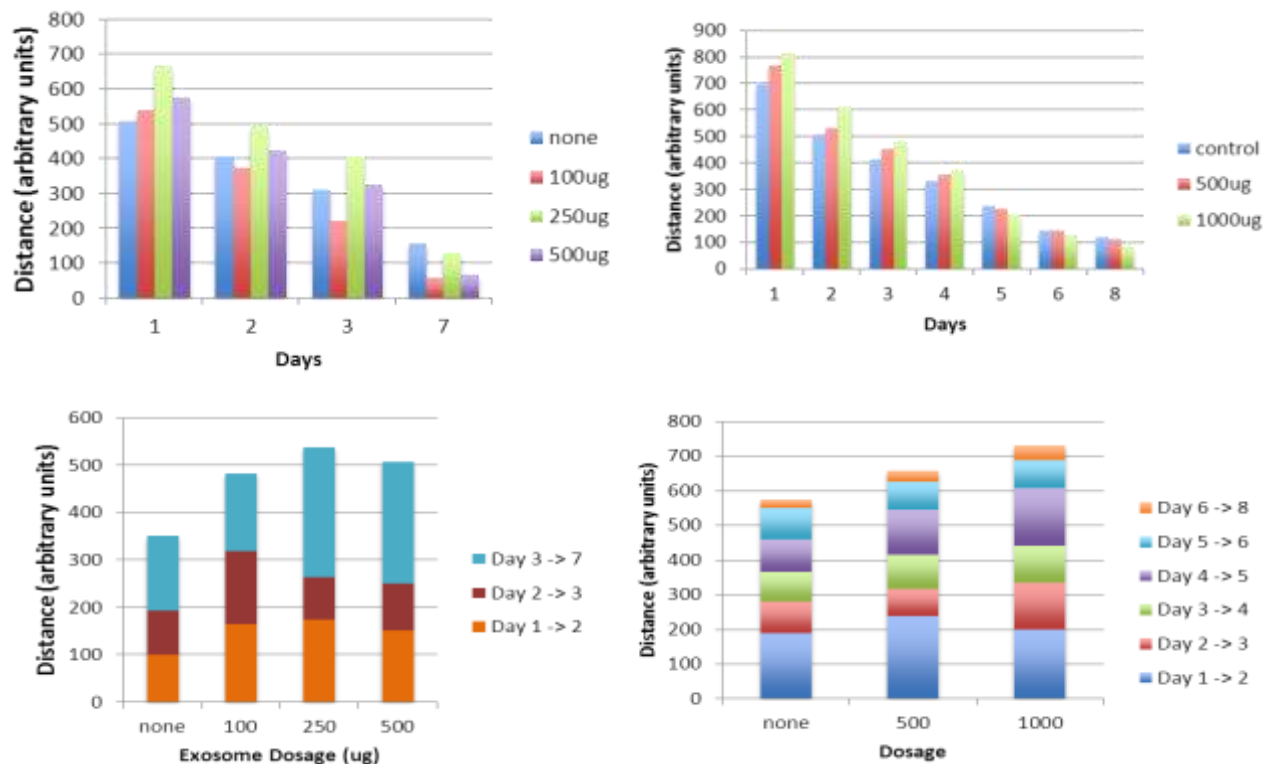 800
700
600
500
400
300
200
100
0
Distance (arbitrary units)
1 2 3 7
Days
none
100ug
250ug
500ug
900
800
700
600
500
400
300
200
100
0
Distance (arbitrary units)
1 2 3 4 5 6 8
Days
control
500ug
1000ug
600
500
400
300
200
100
0
Distance (arbitrary units)
none 100 250 500
Exosome Dosage (ug)
Day 3 -> 7
Day 2 -> 3
Day 1 -> 2
800
700
600
500
400
300
200
100
0
Distance (arbitrary units)
none 500 1000
Dosage
Day 6 -> 8
Day 5 -> 6
Day 4 -> 5
Day 3 -> 4
Day 2 -> 3
Day 1 -> 2